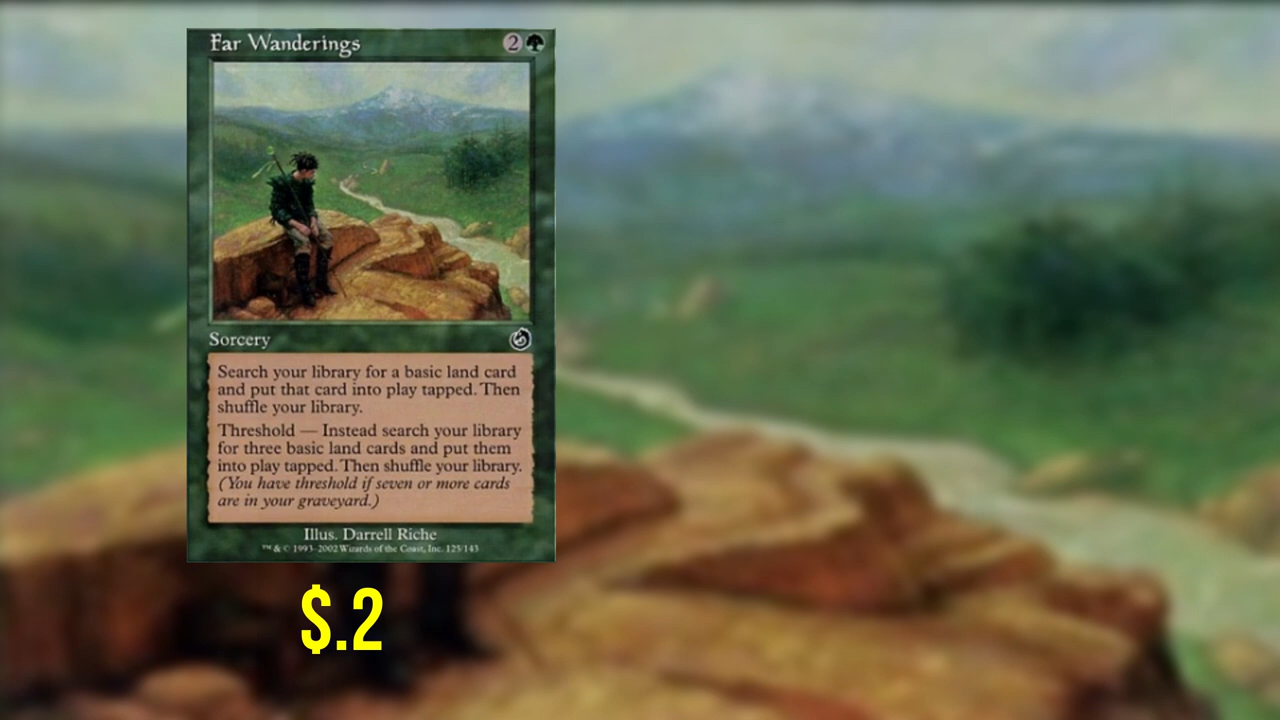 Far Wanderings 2
Sorcery
Search your library for a basic land card
and put that card into play tapped. Then
shuffle your library.
Threshold — Instead search your library
for three basic land cards and put them
into play tapped. Then shuffle your library.
(You have threshold if seven or more cards
are in your graveyard.)
Illus. Darrell Riche
™ & © 1993–2002 Wizards of the Coast, Inc. 125/143
$.2